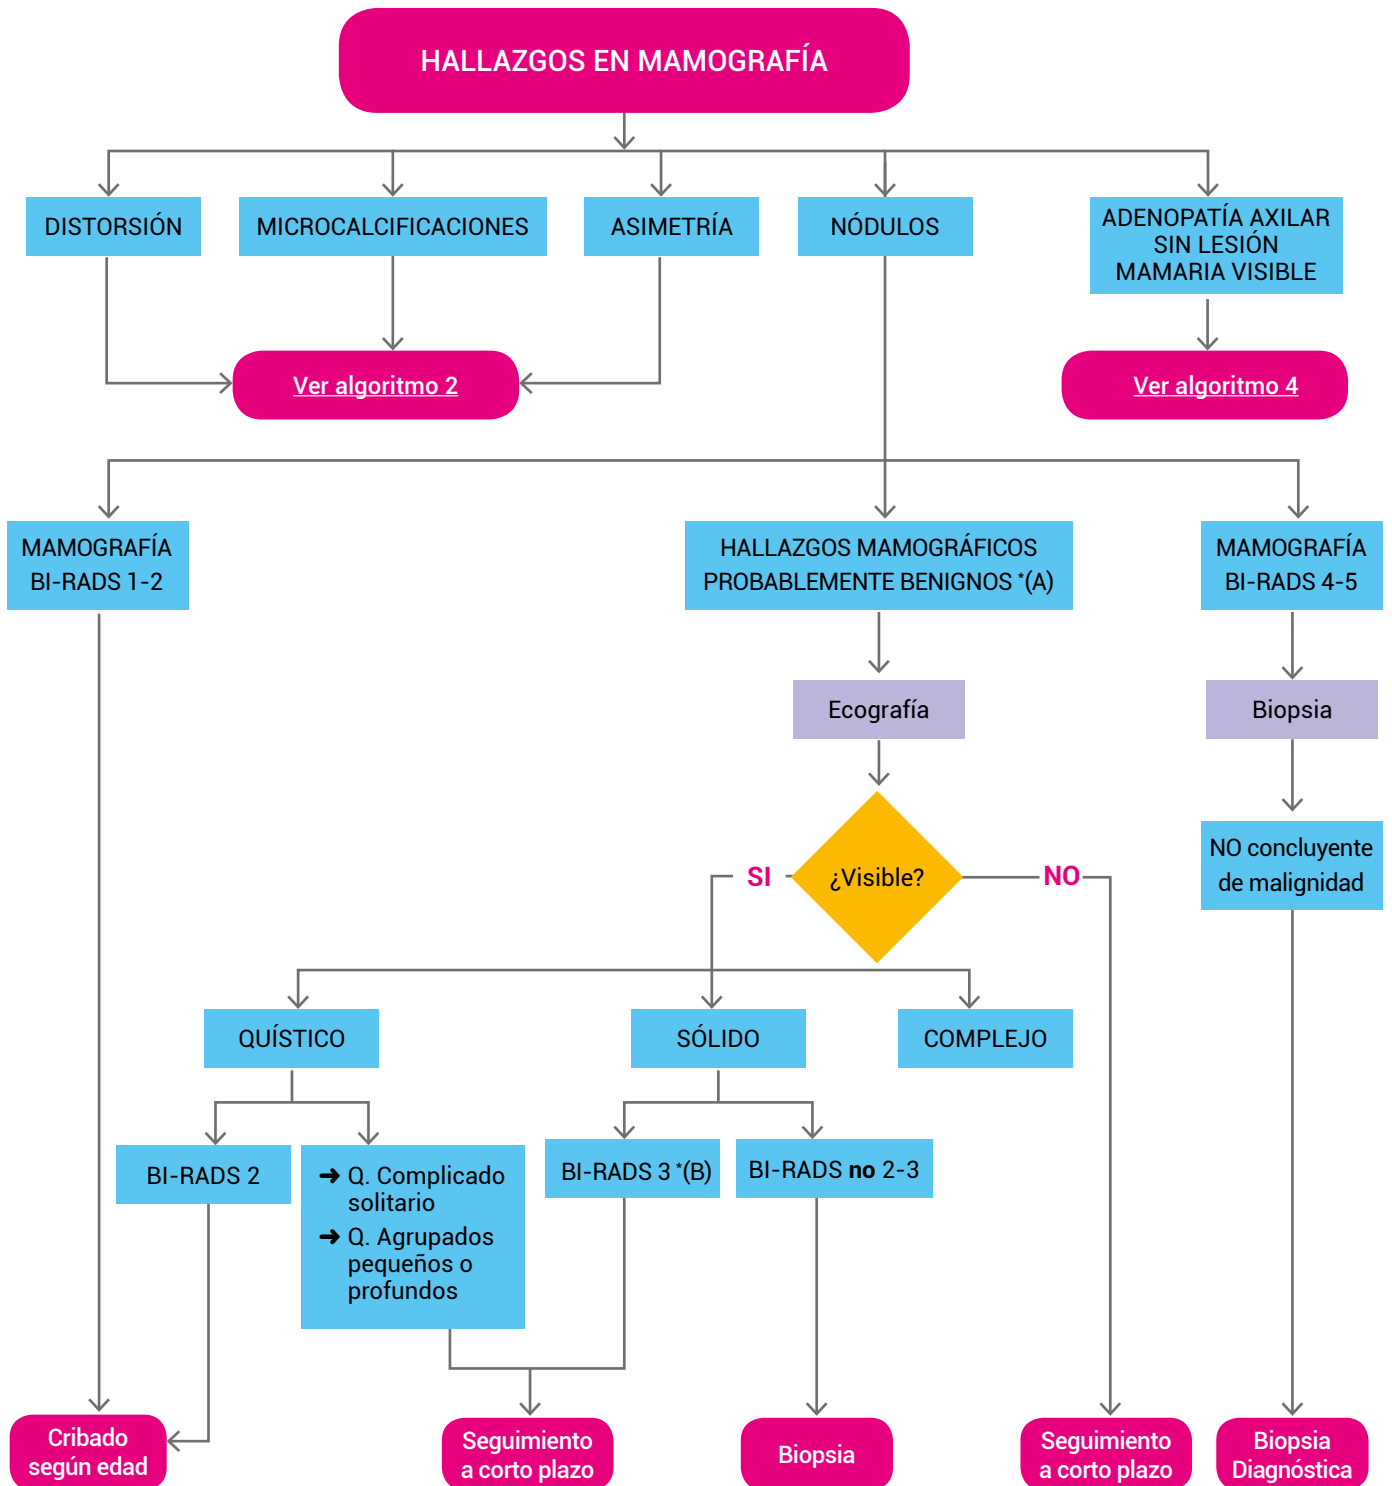 HALLAZGOS EN MAMOGRAFÍA
DISTORSIÓN
MICROCALCIFICACIONES
ASIMETRÍA
NÓDULOS
ADENOPATÍA AXILAR
SIN LESIÓN
MAMARIA VISIBLE
Ver algoritmo 2
Ver algoritmo 4
MAMOGRAFÍA
BI-RADS 1-2
HALLAZGOS MAMOGRÁFICOS
PROBABLEMENTE BENIGNOS *(A)
MAMOGRAFÍA
BI-RADS 4-5
Ecografía
Biopsia
NO concluyente
de malignidad
SI
¿Visible?
NO
QUÍSTICO
SÓLIDO
COMPLEJO
BI-RADS 2
➜ Q. Complicado
solitario
➜ Q. Agrupados
pequeños o
profundos
BI-RADS 3 *(B)
BI-RADS no 2-3
Cribado
según edad
Seguimiento
a corto plazo
Biopsia
Seguimiento
a corto plazo
Biopsia
Diagnóstica